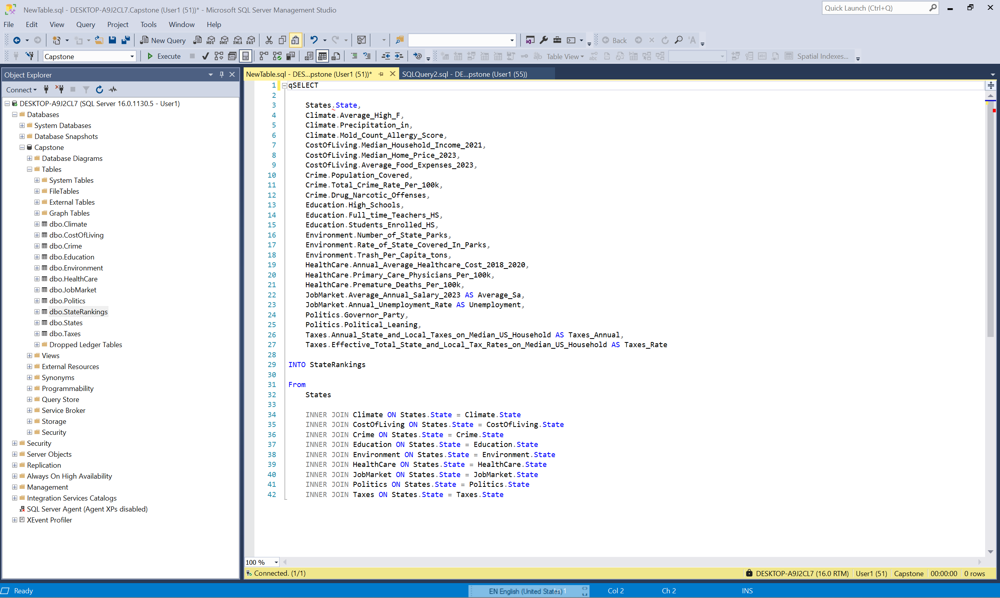 NewTable.sql - DESKTOP-A9J2CL7.Capstone (User1 (51))* - Microsoft SQL Server Management Studio
Quick Launch (Ctrl+Q)
File Edit View Query Project Tools Window Help
New Query MDX DMX XMLA DAX Back
Capstone Execute Table View Spatial Indexes...
Object Explorer
Connect
DESKTOP-A9J2CL7 (SQL Server 16.0.1130.5 - User1)
Databases
System Databases
Database Snapshots
Capstone
Database Diagrams
Tables
System Tables
FileTables
External Tables
Graph Tables
dbo.Climate
dbo.CostOfLiving
dbo.Crime
dbo.Education
dbo.Environment
dbo.HealthCare
dbo.JobMarket
dbo.Politics
dbo.StateRankings
dbo.States
dbo.Taxes
Dropped Ledger Tables
Views
External Resources
Synonyms
Programmability
Query Store
Service Broker
Storage
Security
Security
Server Objects
Replication
Always On High Availability
Management
Integration Services Catalogs
SQL Server Agent (Agent XPs disabled)
XEvent Profiler
NewTable.sql - DES...pstone (User1 (51))* SQLQuery2.sql - DE...pstone (User1 (55))
1 qSELECT
2
3 States.State,
4 Climate.Average_High_F,
5 Climate.Precipitation_in,
6 Climate.Mold_Count_Allergy_Score,
7 CostOfLiving.Median_Household_Income_2021,
8 CostOfLiving.Median_Home_Price_2023,
9 CostOfLiving.Average_Food_Expenses_2023,
10 Crime.Population_Covered,
11 Crime.Total_Crime_Rate_Per_100k,
12 Crime.Drug_Narcotic_Offenses,
13 Education.High_Schools,
14 Education.Full_time_Teachers_HS,
15 Education.Students_Enrolled_HS,
16 Environment.Number_of_State_Parks,
17 Environment.Rate_of_State_Covered_In_Parks,
18 Environment.Trash_Per_Capita_tons,
19 HealthCare.Annual_Average_Healthcare_Cost_2018_2020,
20 HealthCare.Primary_Care_Physicians_Per_100k,
21 HealthCare.Premature_Deaths_Per_100k,
22 JobMarket.Average_Annual_Salary_2023 AS Average_Sa,
23 JobMarket.Annual_Unemployment_Rate AS Unemployment,
24 Politics.Governor_Party,
25 Politics.Political_Leaning,
26 Taxes.Annual_State_and_Local_Taxes_on_Median_US_Household AS Taxes_Annual,
27 Taxes.Effective_Total_State_and_Local_Tax_Rates_on_Median_US_Household AS Taxes_Rate
28
29 INTO StateRankings
30
31 From
32 States
33
34 INNER JOIN Climate ON States.State = Climate.State
35 INNER JOIN CostOfLiving ON States.State = CostOfLiving.State
36 INNER JOIN Crime ON States.State = Crime.State
37 INNER JOIN Education ON States.State = Education.State
38 INNER JOIN Environment ON States.State = Environment.State
39 INNER JOIN HealthCare ON States.State = HealthCare.State
40 INNER JOIN JobMarket ON States.State = JobMarket.State
41 INNER JOIN Politics ON States.State = Politics.State
42 INNER JOIN Taxes ON States.State = Taxes.State
100 %
Connected. (1/1) DESKTOP-A9J2CL7 (16.0 RTM) User1 (51) Capstone 00:00:00 0 rows
Ready EN English (United States) Ln 1 Col 2 Ch 2 INS